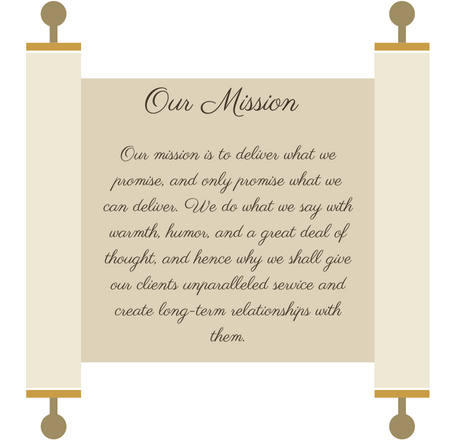 Our Mission
Our mission is to deliver what we
promise, and only promise what we
can deliver. We do what we say with
warmth, humor, and a great deal of
thought, and hence why we shall give
our clients unparalleled service and
create long-term relationships with
them.